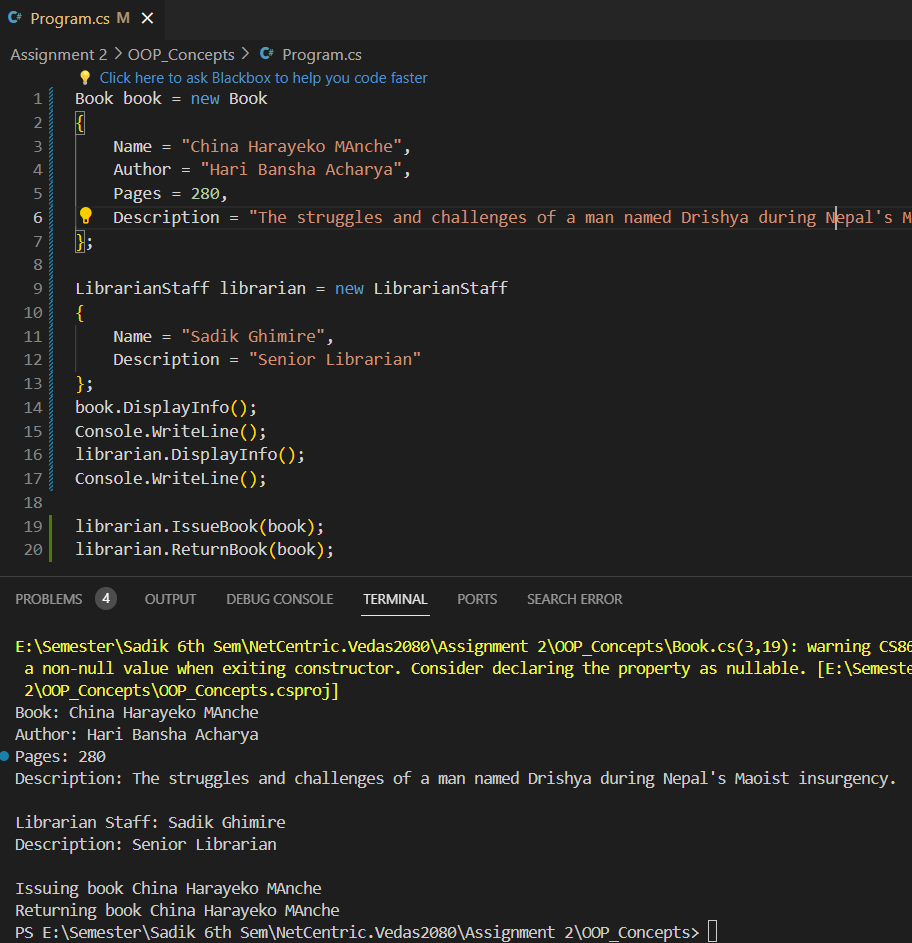 Program.cs M
Assignment 2 > OOP_Concepts > Program.cs
Click here to ask Blackbox to help you code faster
1 Book book = new Book
2 {
3 Name = "China Harayeko MAnche",
4 Author = "Hari Bansha Acharya",
5 Pages = 280,
6 Description = "The struggles and challenges of a man named Drishya during Nepal's M
7 };
8
9 LibrarianStaff librarian = new LibrarianStaff
10 {
11 Name = "Sadik Ghimire",
12 Description = "Senior Librarian"
13 };
14 book.DisplayInfo();
15 Console.WriteLine();
16 librarian.DisplayInfo();
17 Console.WriteLine();
18
19 librarian.IssueBook(book);
20 librarian.ReturnBook(book);
PROBLEMS 4 OUTPUT DEBUG CONSOLE TERMINAL PORTS SEARCH ERROR
E:\Semester\Sadik 6th Sem\NetCentric.Vedas2080\Assignment 2\OOP_Concepts\Book.cs(3,19): warning CS86
a non-null value when exiting constructor. Consider declaring the property as nullable. [E:\Semeste
2\OOP_Concepts\OOP_Concepts.csproj]
Book: China Harayeko MAnche
Author: Hari Bansha Acharya
Pages: 280
Description: The struggles and challenges of a man named Drishya during Nepal's Maoist insurgency.
Librarian Staff: Sadik Ghimire
Description: Senior Librarian
Issuing book China Harayeko MAnche
Returning book China Harayeko MAnche
PS E:\Semester\Sadik 6th Sem\NetCentric.Vedas2080\Assignment 2\OOP_Concepts>